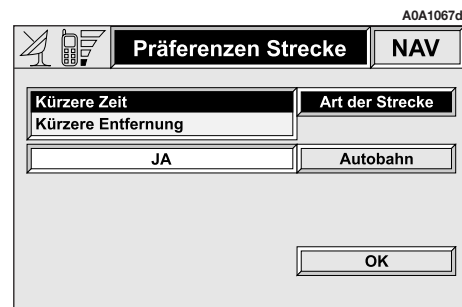 A0A1067d
Präferenzen Strecke NAV
Kürzere Zeit Art der Strecke
Kürzere Entfernung
JA Autobahn
OK